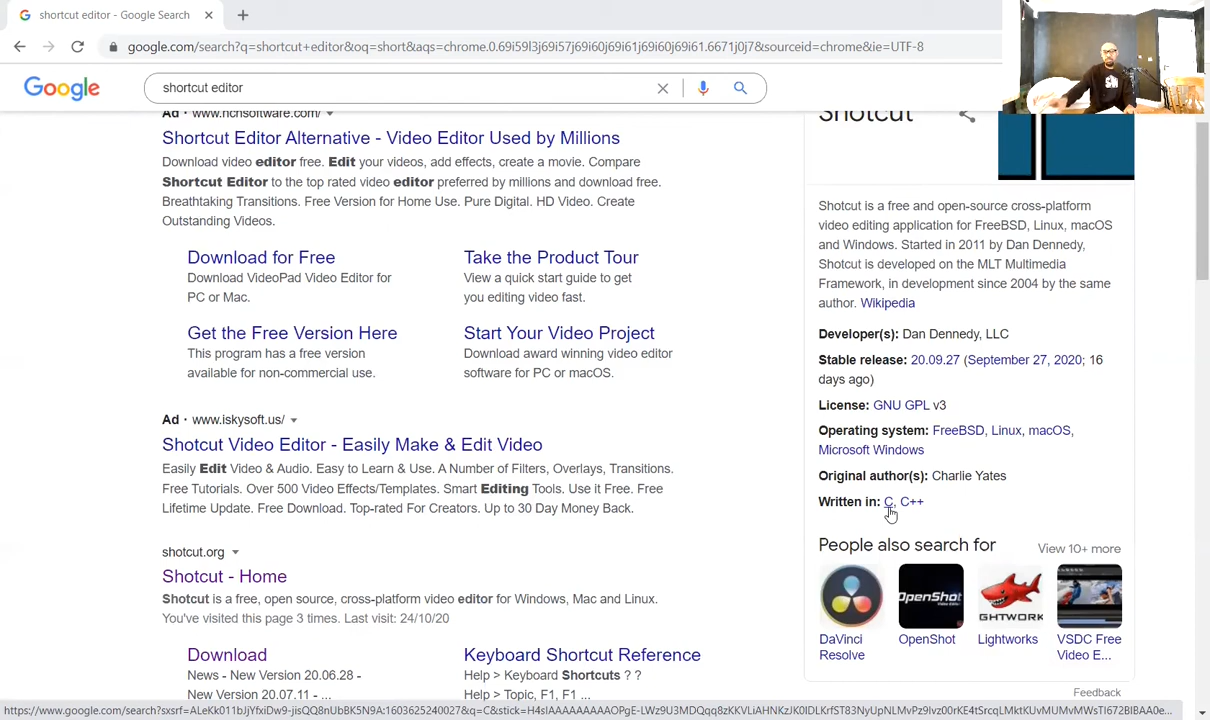 shortcut editor - Google Search
google.com/search?q=shortcut+editor&oq=short&aqs=chrome.0.69i59l3j69i57j69i60j69i61j69i60j69i61.6671j0j7&sourceid=chrome&ie=UTF-8
Google
shortcut editor
Ad · www.nchsoftware.com/
Shortcut Editor Alternative - Video Editor Used by Millions
Download video editor free. Edit your videos, add effects, create a movie. Compare
Shortcut Editor to the top rated video editor preferred by millions and download free.
Breathtaking Transitions. Free Version for Home Use. Pure Digital. HD Video. Create
Outstanding Videos.
Download for Free
Download VideoPad Video Editor for
PC or Mac.
Take the Product Tour
View a quick start guide to get
you editing video fast.
Get the Free Version Here
This program has a free version
available for non-commercial use.
Start Your Video Project
Download award winning video editor
software for PC or macOS.
Ad · www.iskysoft.us/
Shotcut Video Editor - Easily Make & Edit Video
Easily Edit Video & Audio. Easy to Learn & Use. A Number of Filters, Overlays, Transitions.
Free Tutorials. Over 500 Video Effects/Templates. Smart Editing Tools. Use it Free. Free
Lifetime Update. Free Download. Top-rated For Creators. Up to 30 Day Money Back.
shotcut.org
Shotcut - Home
Shotcut is a free, open source, cross-platform video editor for Windows, Mac and Linux.
You've visited this page 3 times. Last visit: 24/10/20
Download
News - New Version 20.06.28 -
New Version 20.07.11 - ...
Keyboard Shortcut Reference
Help > Keyboard Shortcuts ? ?
Help > Topic, F1, F1 ...
Shotcut
Shotcut is a free and open-source cross-platform
video editing application for FreeBSD, Linux, macOS
and Windows. Started in 2011 by Dan Dennedy,
Shotcut is developed on the MLT Multimedia
Framework, in development since 2004 by the same
author. Wikipedia
Developer(s): Dan Dennedy, LLC
Stable release: 20.09.27 (September 27, 2020; 16
days ago)
License: GNU GPL v3
Operating system: FreeBSD, Linux, macOS,
Microsoft Windows
Original author(s): Charlie Yates
Written in: C, C++
People also search for
View 10+ more
OpenShot
GHTWORK
DaVinci
Resolve
OpenShot
Lightworks
VSDC Free
Video E...
Feedback